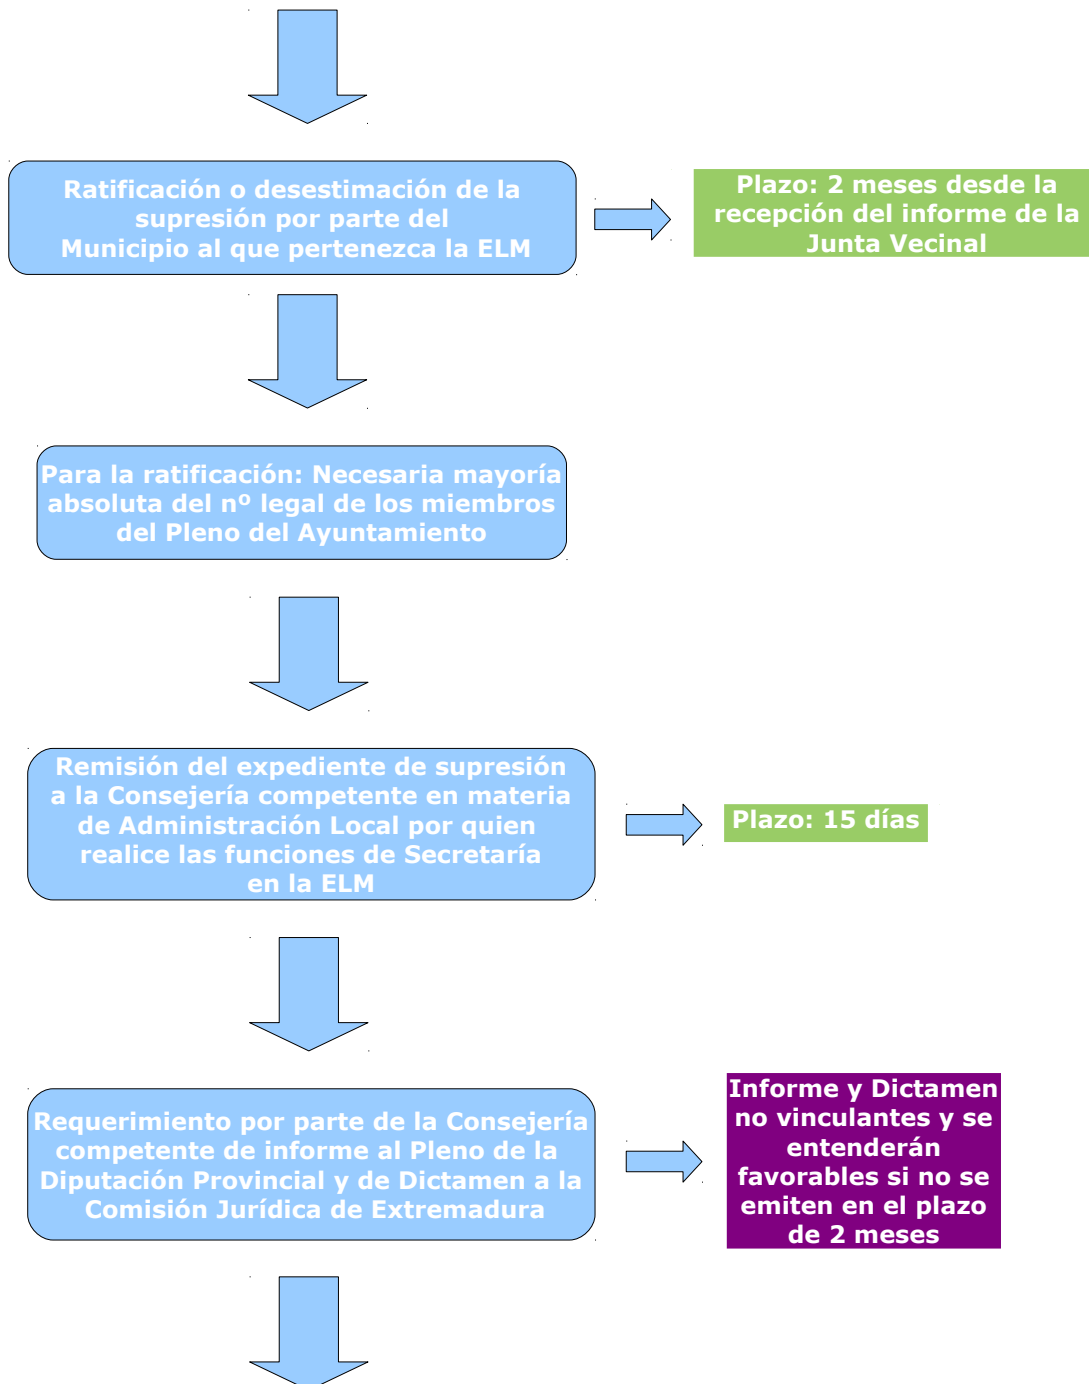 Ratificación o desestimación de la
supresión por parte del
Municipio al que pertenezca la ELM
Plazo: 2 meses desde la
recepción del informe de la
Junta Vecinal
Para la ratificación: Necesaria mayoría
absoluta del nº legal de los miembros
del Pleno del Ayuntamiento
Remisión del expediente de supresión
a la Consejería competente en materia
de Administración Local por quien
realice las funciones de Secretaría
en la ELM
Plazo: 15 días
Requerimiento por parte de la Consejería
competente de informe al Pleno de la
Diputación Provincial y de Dictamen a la
Comisión Jurídica de Extremadura
Informe y Dictamen
no vinculantes y se
entenderán
favorables si no se
emiten en el plazo
de 2 meses